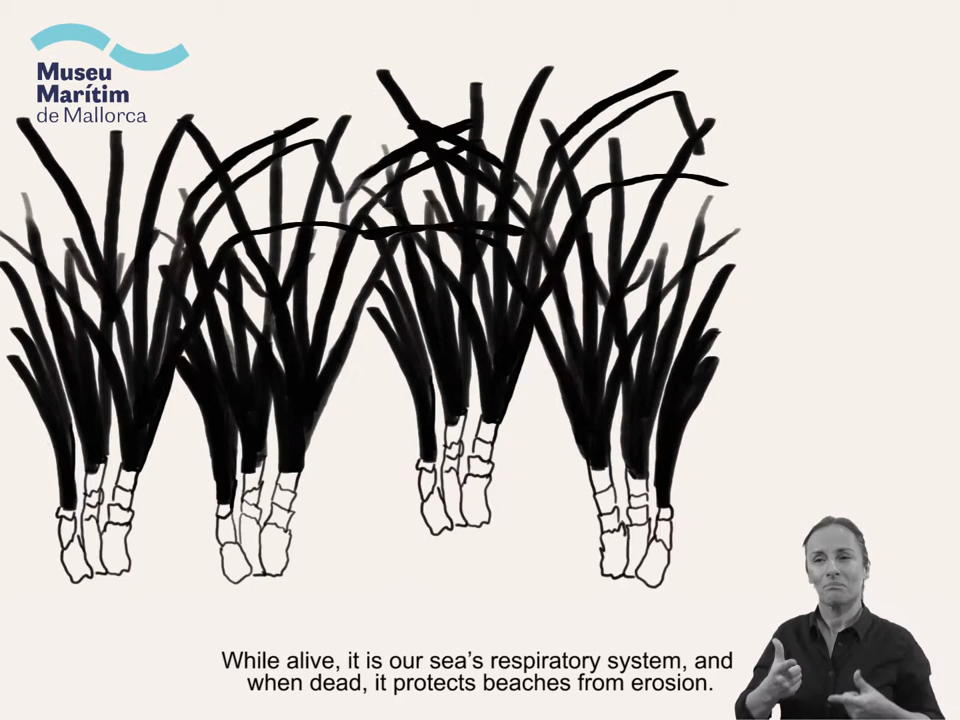 Museu
Marítim
de Mallorca
While alive, it is our sea's respiratory system, and
when dead, it protects beaches from erosion.